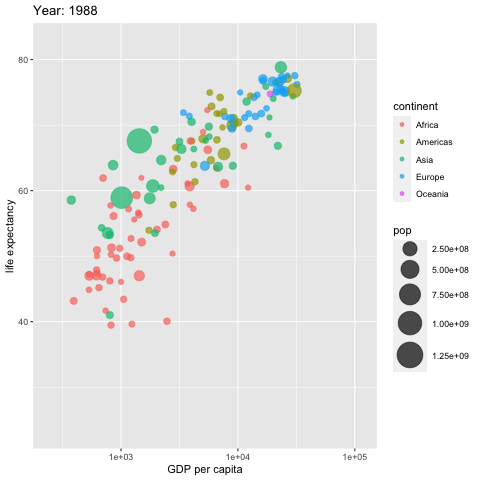 Year: 1988
80
60
40
life expectancy
1e+03
1e+04
1e+05
GDP per capita
continent
Africa
Americas
Asia
Europe
Oceania
pop
2.50e+08
5.00e+08
7.50e+08
1.00e+09
1.25e+09